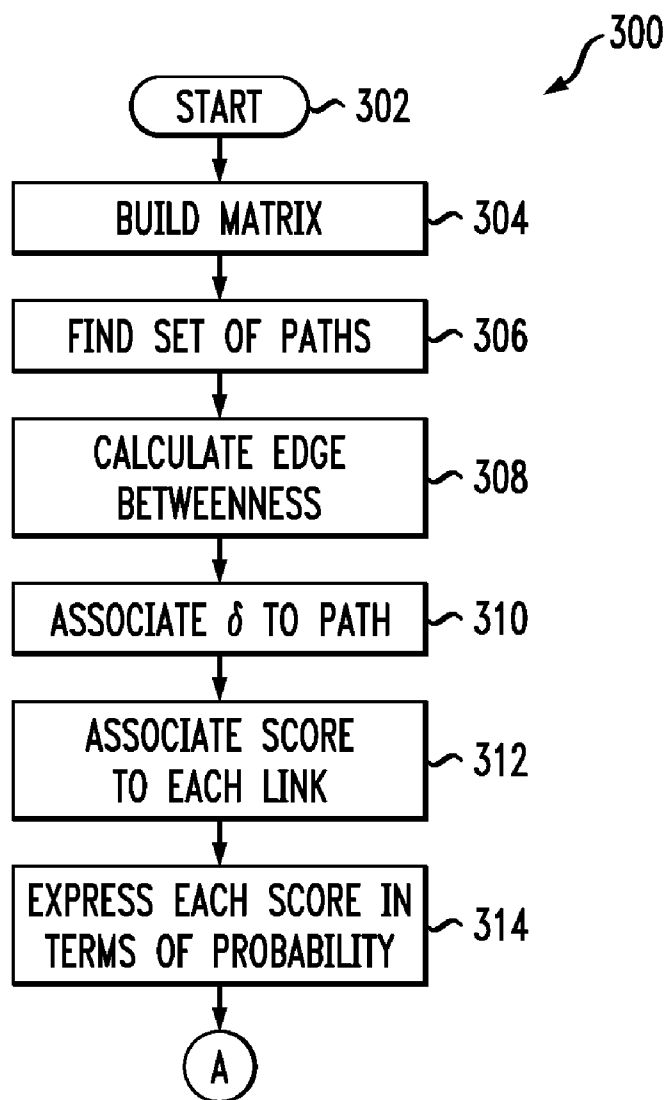 300
START 302
BUILD MATRIX 304
FIND SET OF PATHS 306
CALCULATE EDGE
BETWEENNESS 308
ASSOCIATE δ TO PATH 310
ASSOCIATE SCORE
TO EACH LINK 312
EXPRESS EACH SCORE IN
TERMS OF PROBABILITY 314
A